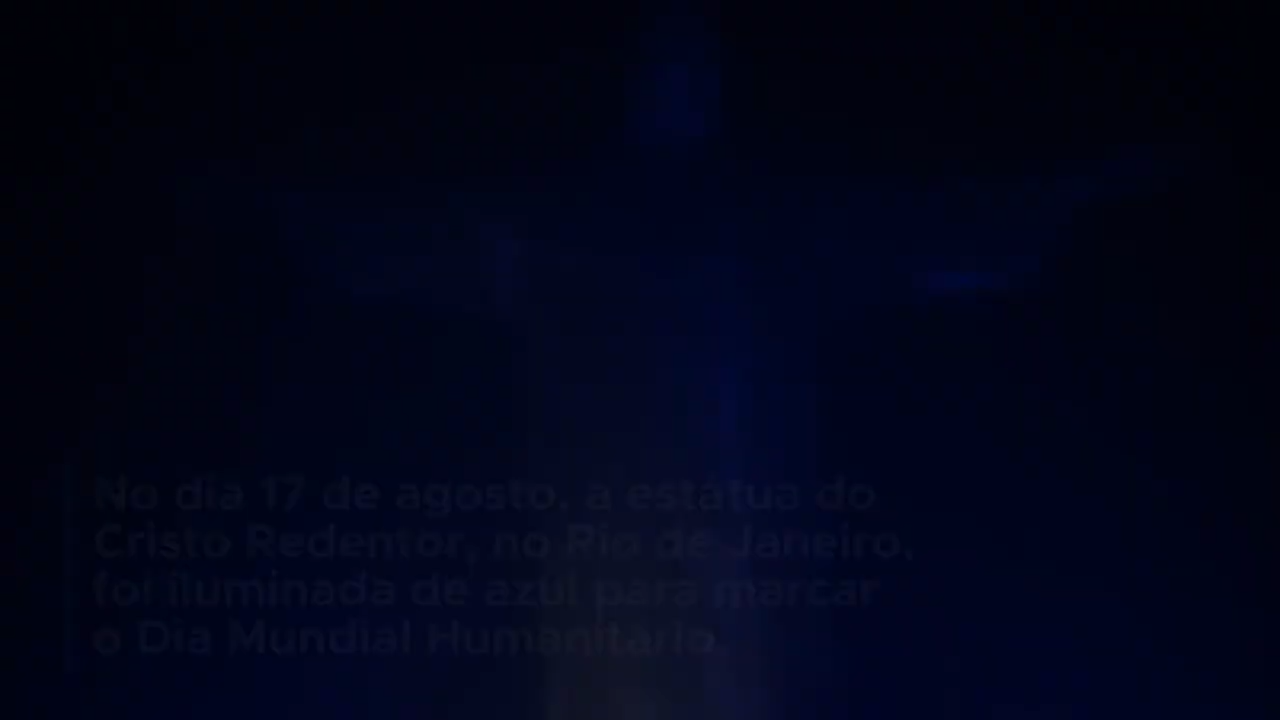 No dia 17 de agosto, a estátua do
Cristo Redentor, no Rio de Janeiro,
foi iluminada de azul para marcar
o Dia Mundial Humanitário.